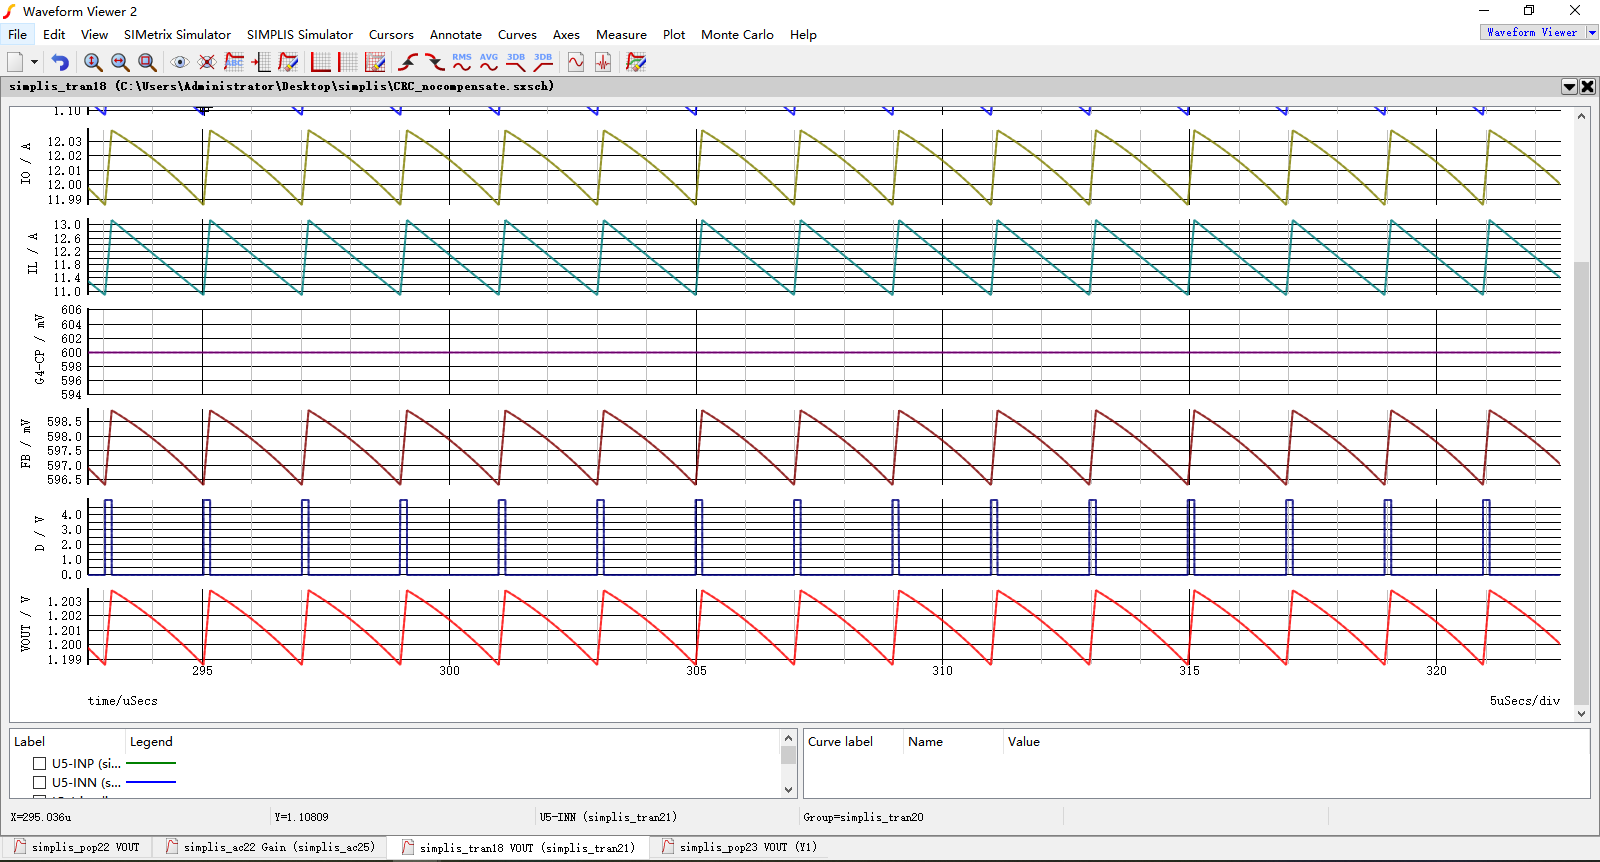 Waveform Viewer 2
File Edit View SIMetrix Simulator SIMPLIS Simulator Cursors Annotate Curves Axes Measure Plot Monte Carlo Help
Waveform Viewer
ABC RMS AVG 3DB 3DB
simplis_tran18 (C:\Users\Administrator\Desktop\simplis\CRC_nocompensate.sxsch)
1.10
IO / A
12.03
12.02
12.01
12.00
11.99
IL / A
13.0
12.6
12.2
11.8
11.4
11.0
G4-CP / mV
606
604
602
600
598
596
594
FB / mV
598.5
598.0
597.5
597.0
596.5
D / V
4.0
3.0
2.0
1.0
0.0
VOUT / V
1.203
1.202
1.201
1.200
1.199
295 300 305 310 315 320
time/uSecs 5uSecs/div
Label Legend
U5-INP (si...
U5-INN (s...
Curve label Name Value
X=295.036u Y=1.10809 U5-INN (simplis_tran21) Group=simplis_tran20
simplis_pop22 VOUT simplis_ac22 Gain (simplis_ac25) simplis_tran18 VOUT (simplis_tran21) simplis_pop23 VOUT (Y1)